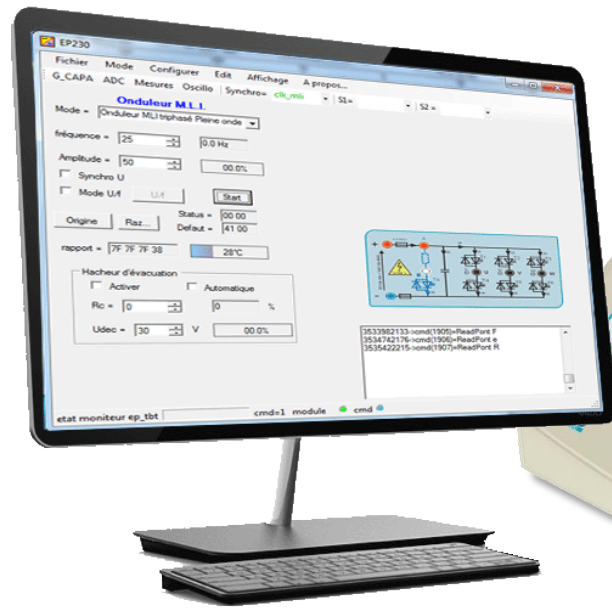 EP230
Fichier Mode Configurer Edit Affichage A propos...
G_CAPA ADC Mesures Oscillo Synchro= clk_mli S1= S2 =
Onduleur M.L.I.
Mode = Onduleur MLI triphasé Pleine onde
fréquence = 25 0.0 Hz
Amplitude = 50 00.0%
Synchro U
Mode U/f U/f Start
Origine Raz... Status = 00 00
Defaut = 41 00
rapport = 7F 7F 7F 38 28°C
Hacheur d'évacuation
Activer Automatique
Rc = 0 0 %
Udec = 30 V 00.0%
3533982133->cmd(1905)=ReadPont F
3534742176->cmd(1906)=ReadPont e
3535422215->cmd(1907)=ReadPont R
etat moniteur ep_tbt cmd=1 module cmd